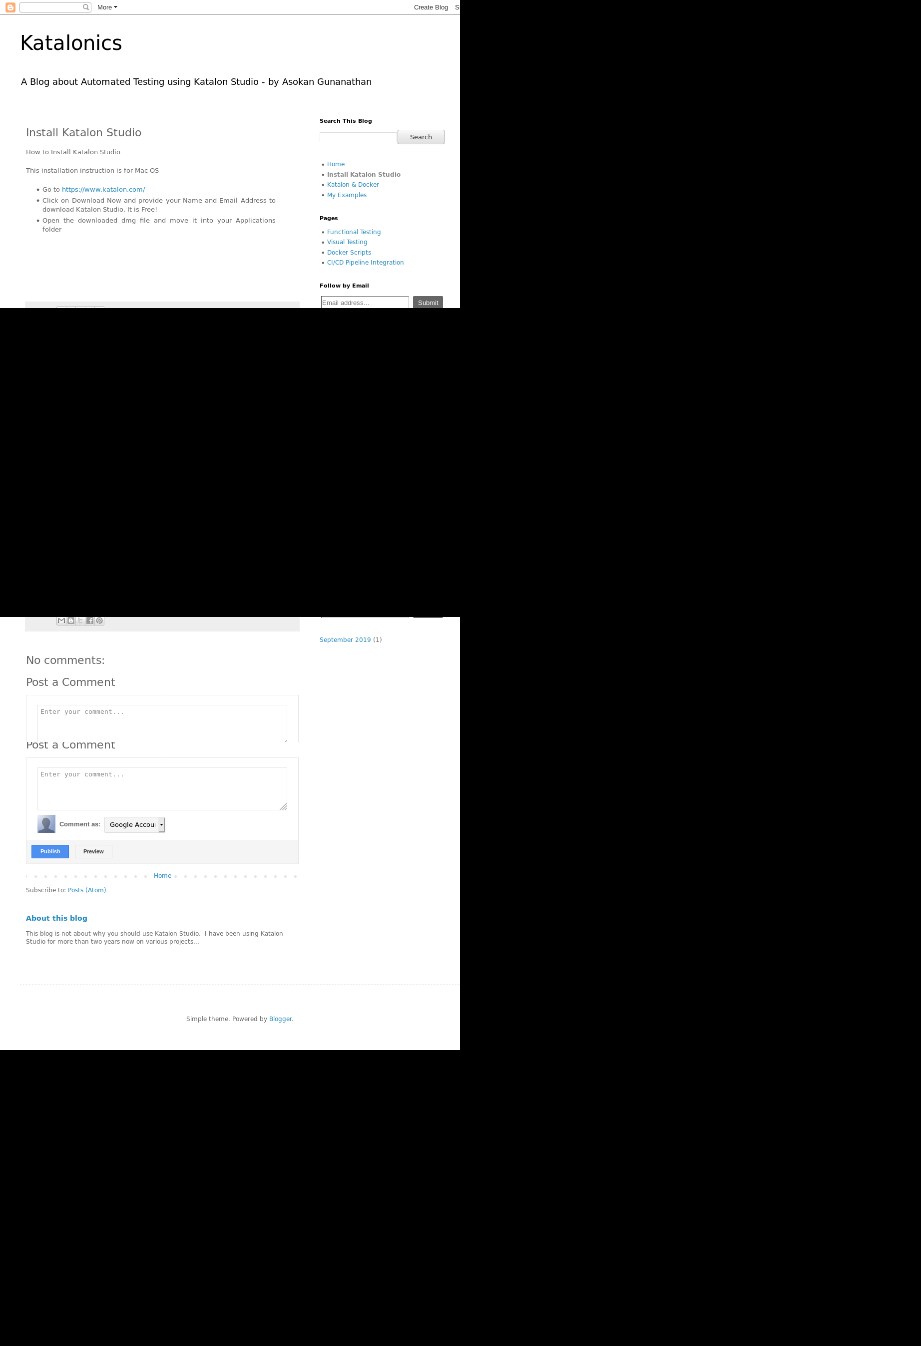 More
Create Blog
Katalonics
A Blog about Automated Testing using Katalon Studio - by Asokan Gunanathan
Install Katalon Studio
How to Install Katalon Studio
This installation instruction is for Mac OS
Go to https://www.katalon.com/
Click on Download Now and provide your Name and Email Address to
download Katalon Studio. It is Free!
Open the downloaded dmg file and move it into your Applications
folder
Search This Blog
Search
Home
Install Katalon Studio
Katalon & Docker
My Examples
Pages
Functional Testing
Visual Testing
Docker Scripts
CI/CD Pipeline Integration
Follow by Email
Email address...
Submit
September 2019 (1)
No comments:
Post a Comment
Enter your comment...
Post a Comment
Enter your comment...
Comment as:
Google Accou
Publish
Preview
Home
Subscribe to: Posts (Atom)
About this blog
This blog is not about why you should use Katalon Studio. I have been using Katalon
Studio for more than two years now on various projects...
Simple theme. Powered by Blogger.